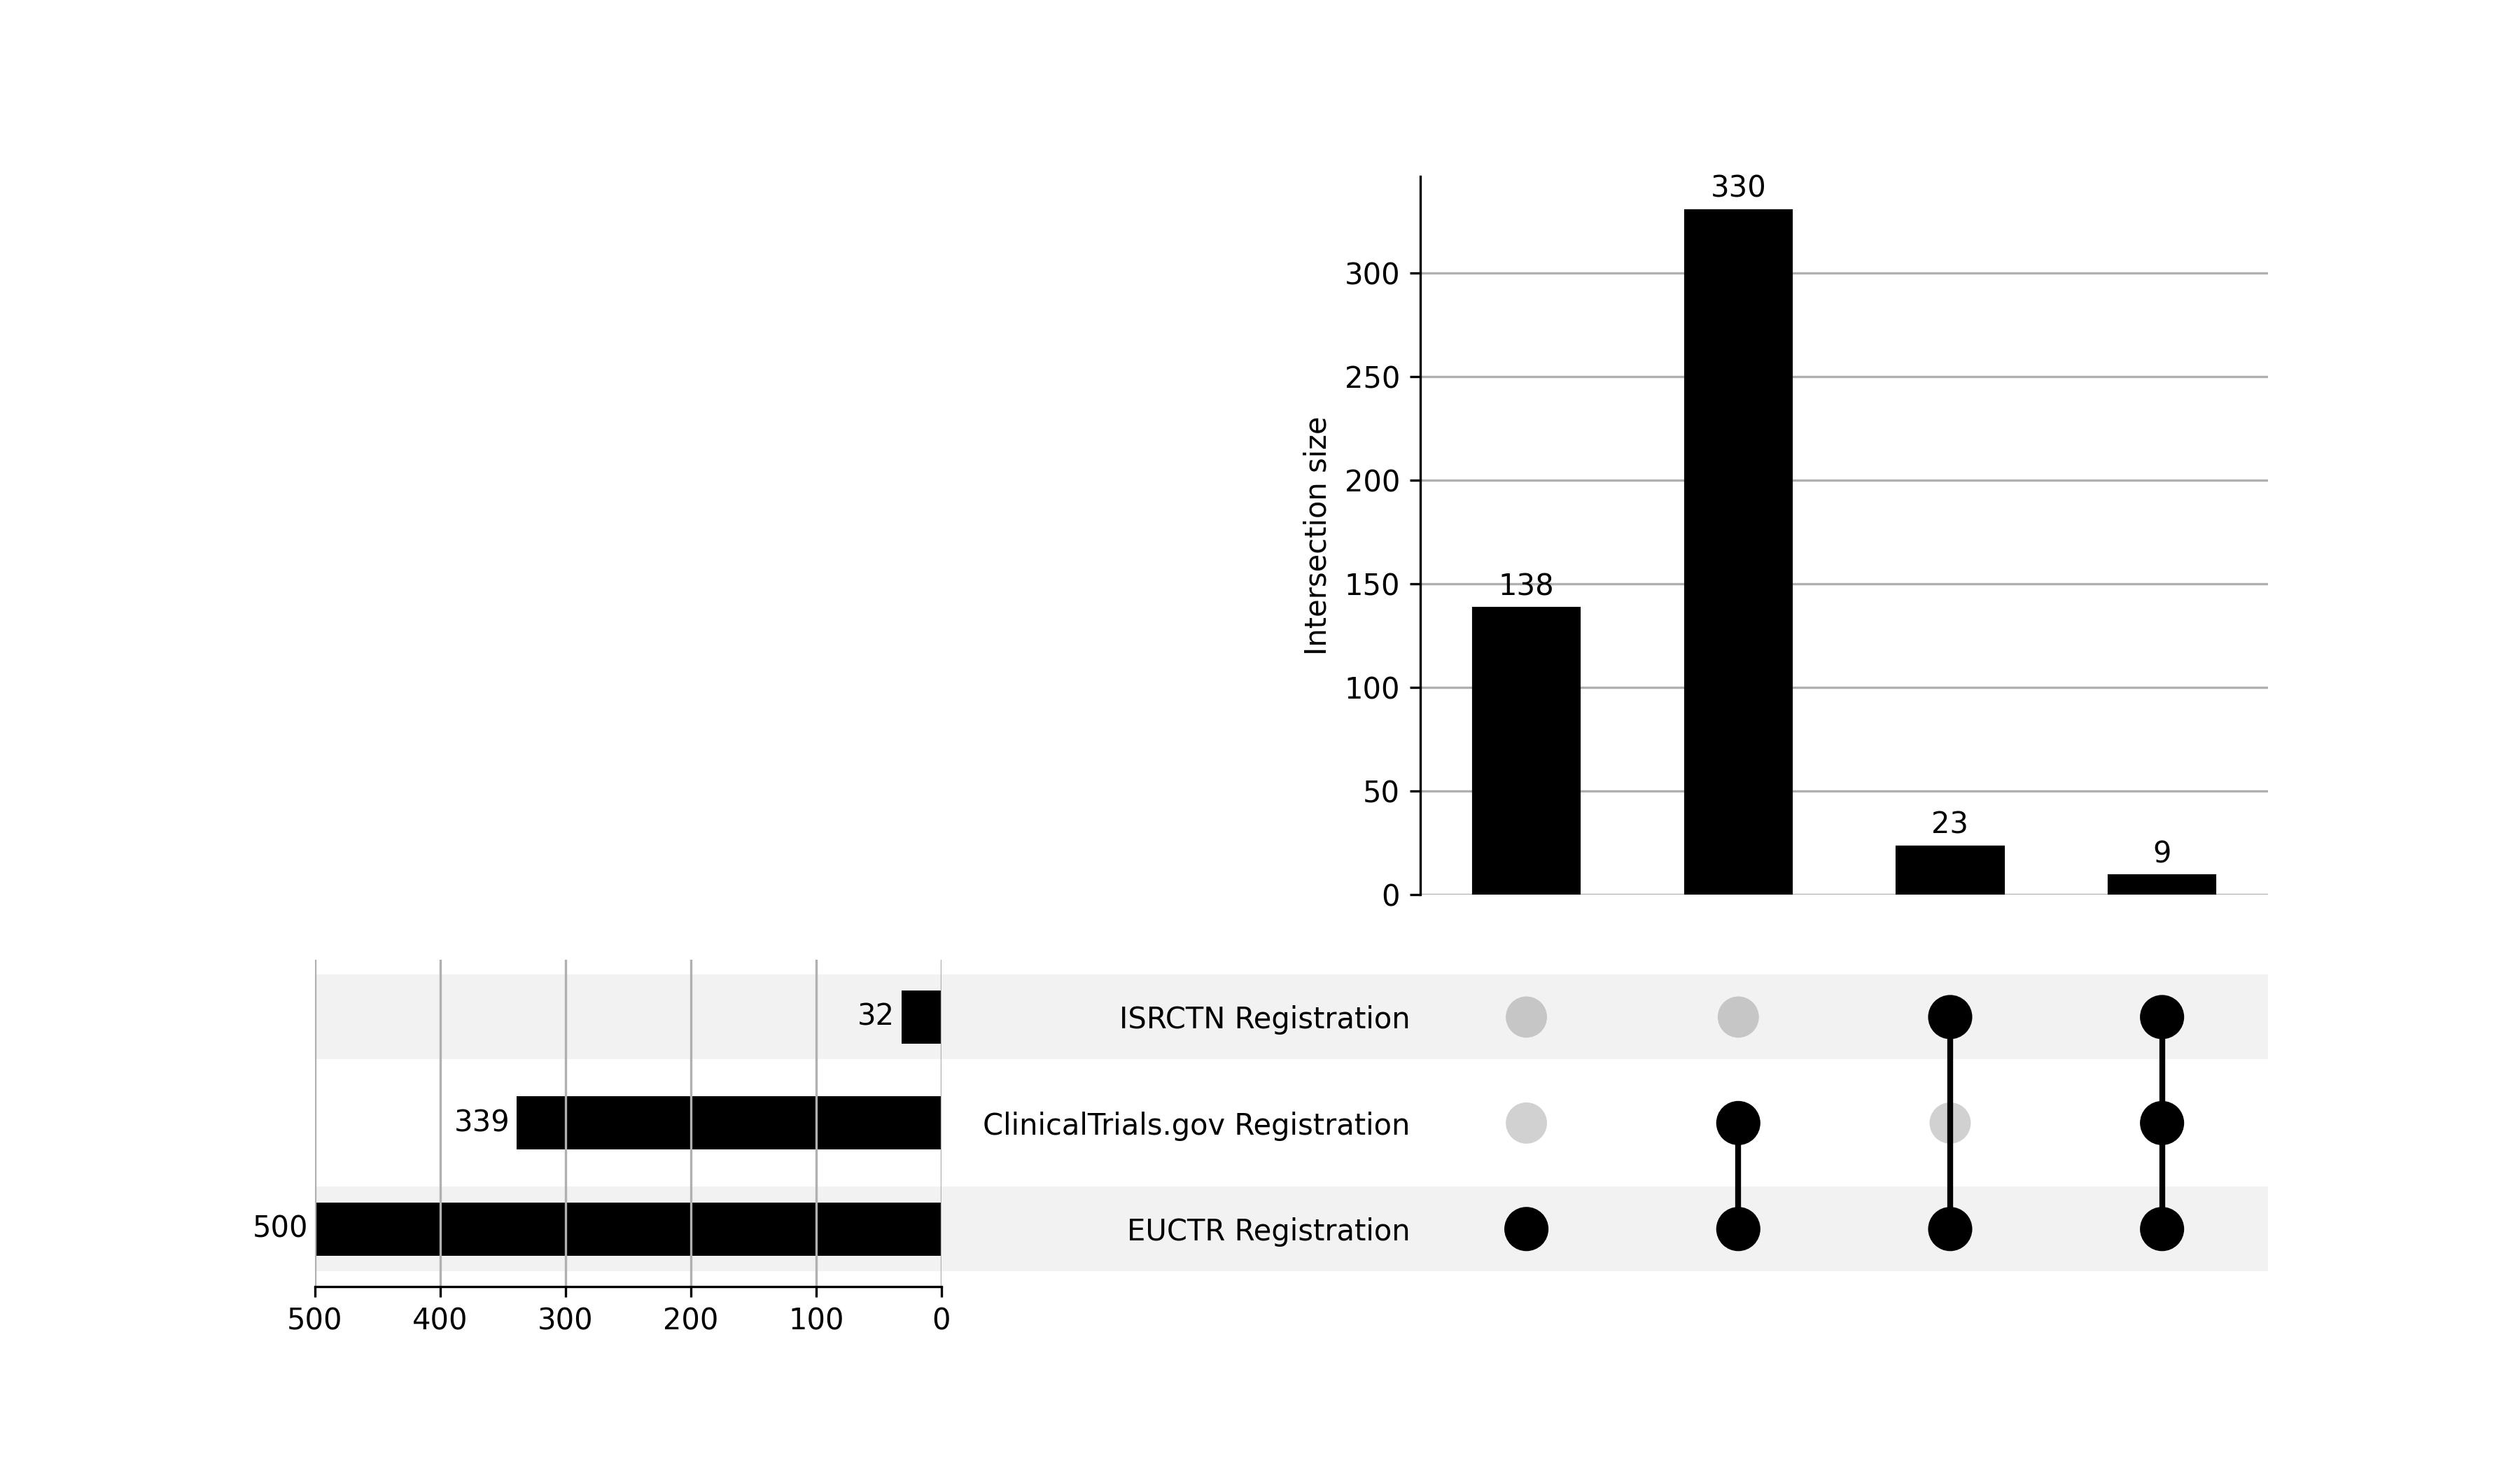 330
300
250
200
150
138
100
50
23
9
0
Intersection size
32
ISRCTN Registration
339
ClinicalTrials.gov Registration
500
EUCTR Registration
500 400 300 200 100 0